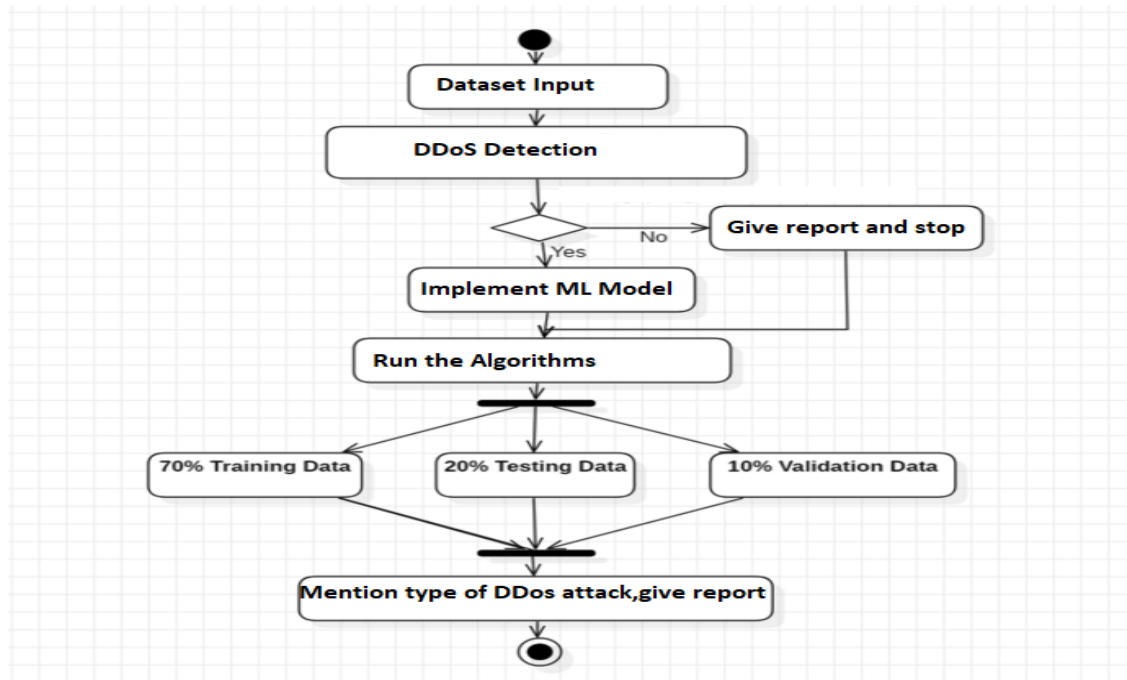 Dataset Input
DDoS Detection
No
Give report and stop
Yes
Implement ML Model
Run the Algorithms
70% Training Data
20% Testing Data
10% Validation Data
Mention type of DDos attack,give report